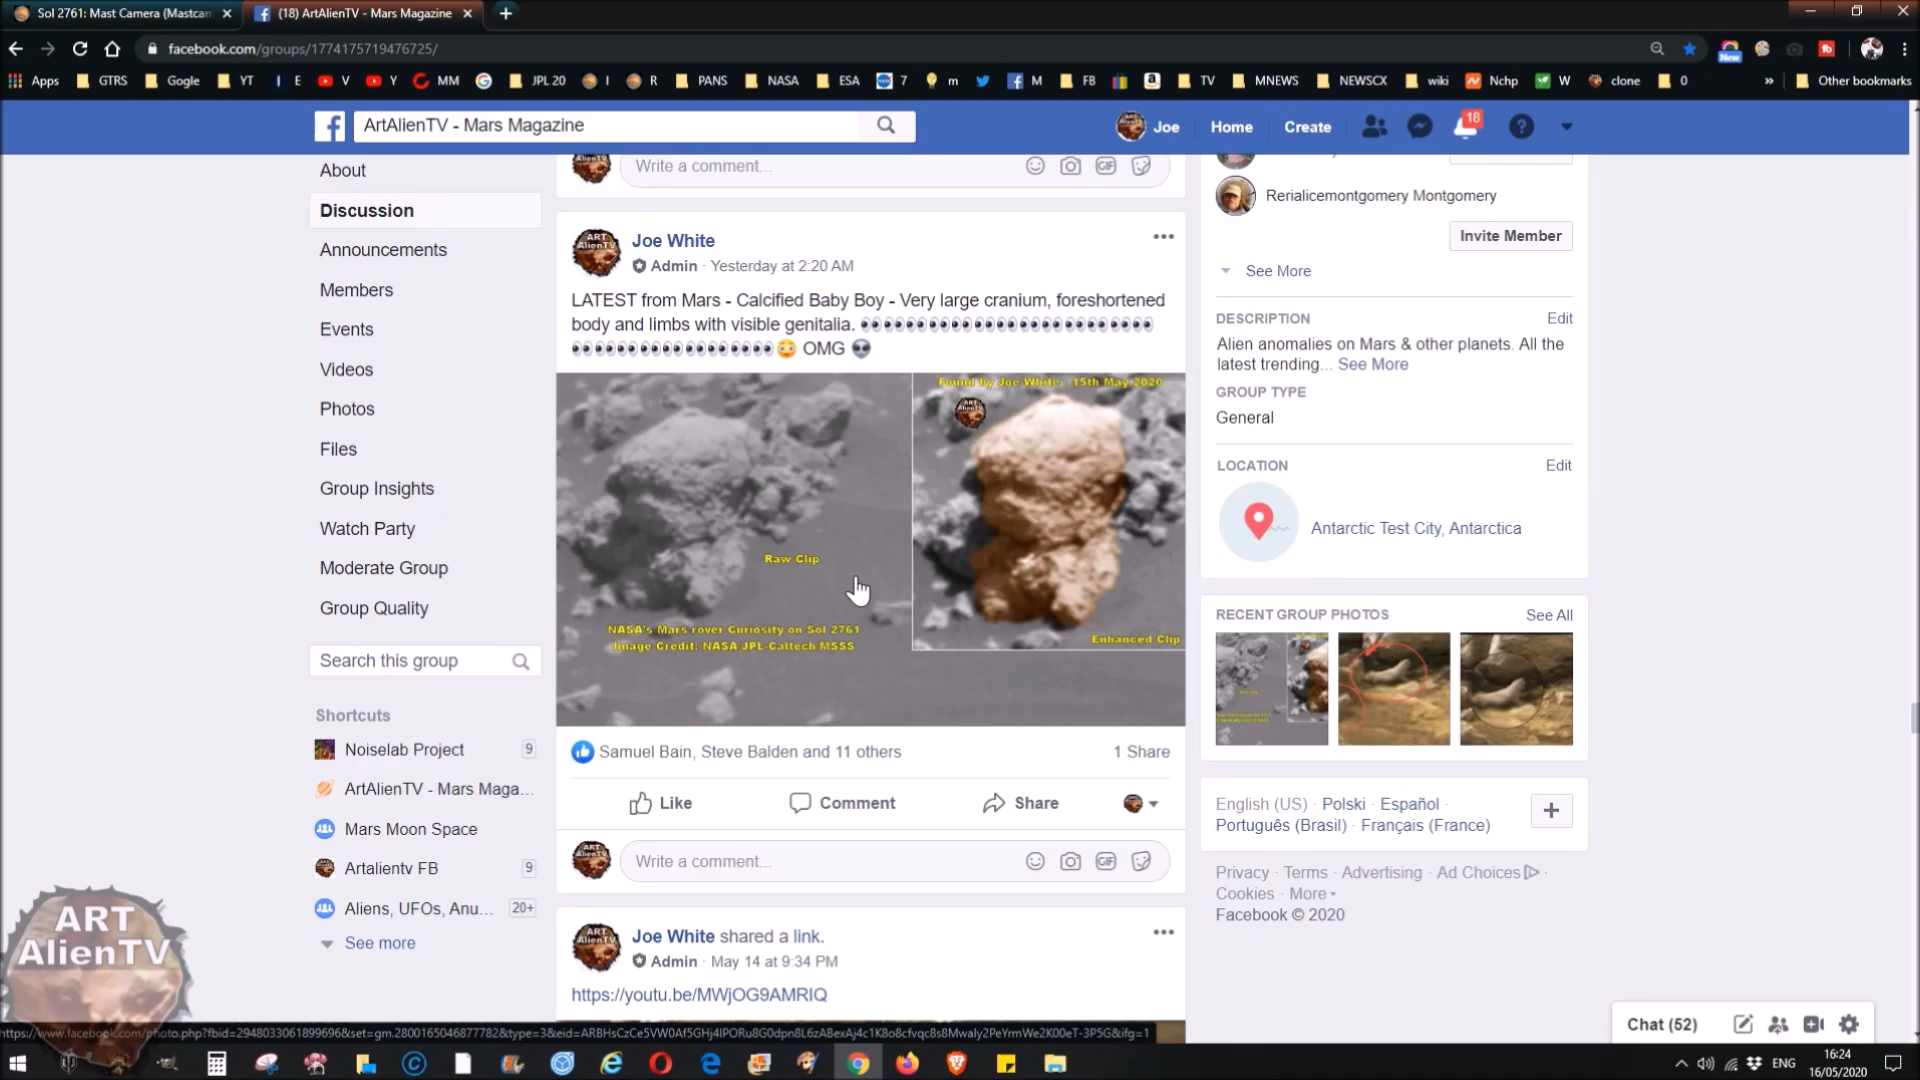 Sol 2761: Mast Camera (Mastcam
(18) ArtAlienTV - Mars Magazine
facebook.com/groups/1774175719476725/
Apps GTRS Gogle YT E V Y MM JPL 20 I R PANS NASA ESA 7 m M FB TV MNEWS NEWSCX wiki Nchp W clone 0 » Other bookmarks
New
ArtAlienTV - Mars Magazine
Joe Home Create 18
About
Discussion
Announcements
Members
Events
Videos
Photos
Files
Group Insights
Watch Party
Moderate Group
Group Quality
Search this group
Shortcuts
Noiselab Project 9
ArtAlienTV - Mars Maga...
Mars Moon Space
Artalientv FB 9
Aliens, UFOs, Anu... 20+
See more
ART
AlienTV
Write a comment... GIF
Joe White
Admin · Yesterday at 2:20 AM
LATEST from Mars - Calcified Baby Boy - Very large cranium, foreshortened
body and limbs with visible genitalia. 👀👀👀👀👀👀👀👀👀👀👀👀👀
👀👀👀👀👀👀👀👀👀😳 OMG 👽
Found by Joe White, 15th May 2020
Raw Clip
NASA's Mars rover Curiosity on Sol 2761
Image Credit: NASA JPL-Caltech MSSS
Enhanced Clip
Samuel Bain, Steve Balden and 11 others 1 Share
Like Comment Share
Write a comment... GIF
Joe White shared a link.
Admin · May 14 at 9:34 PM
https://youtu.be/MWjOG9AMRIQ
Rerialicemontgomery Montgomery
Invite Member
See More
DESCRIPTION Edit
Alien anomalies on Mars & other planets. All the
latest trending... See More
GROUP TYPE
General
LOCATION Edit
Antarctic Test City, Antarctica
RECENT GROUP PHOTOS See All
English (US) · Polski · Español ·
Português (Brasil) · Français (France)
Privacy · Terms · Advertising · Ad Choices ·
Cookies · More
Facebook © 2020
Chat (52)
ENG
16:24
16/05/2020